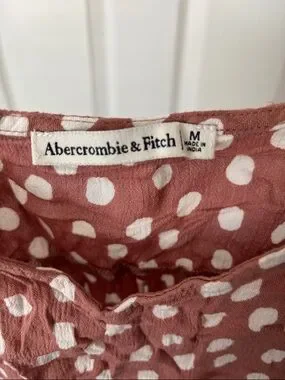 Abercrombie & Fitch
M
MADE IN
INDIA